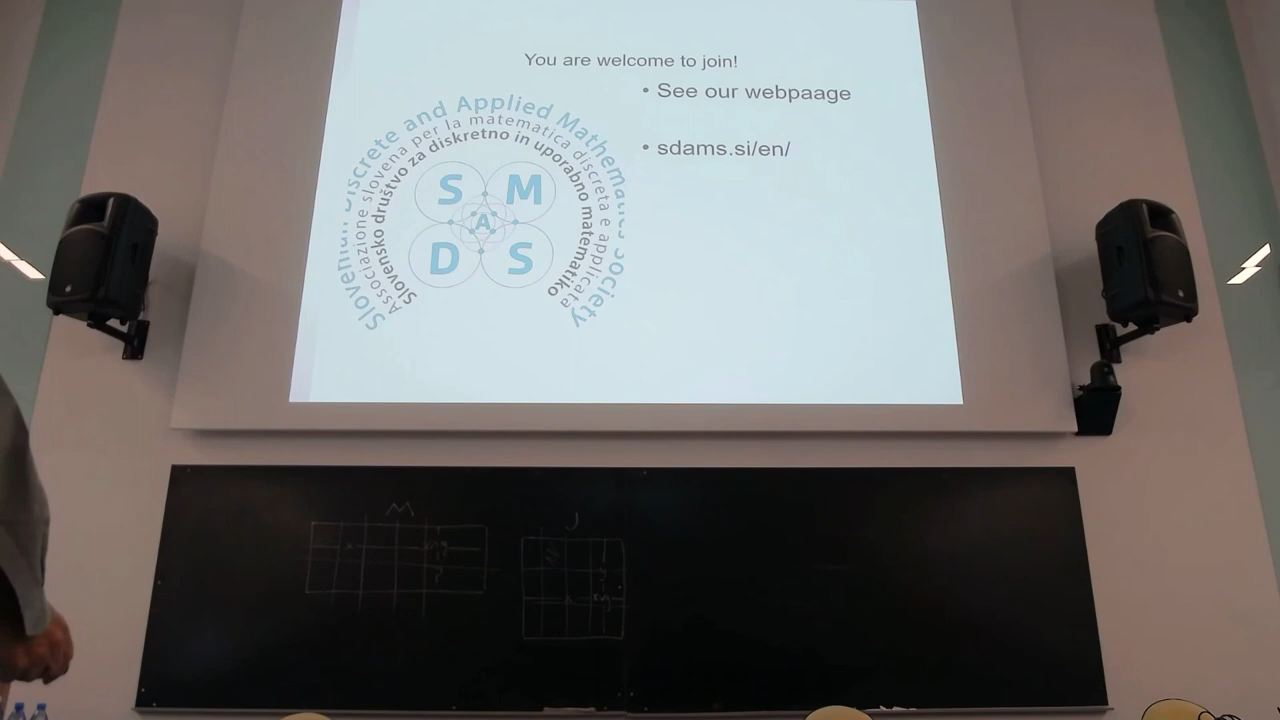 You are welcome to join!
• See our webpaage
• sdams.si/en/
Slovenian Discrete and Applied Mathematics Society
Associazione slovena per la matematica discreta e applicata
Slovensko društvo za diskretno in uporabno matematiko
S M
A
D S
M
J